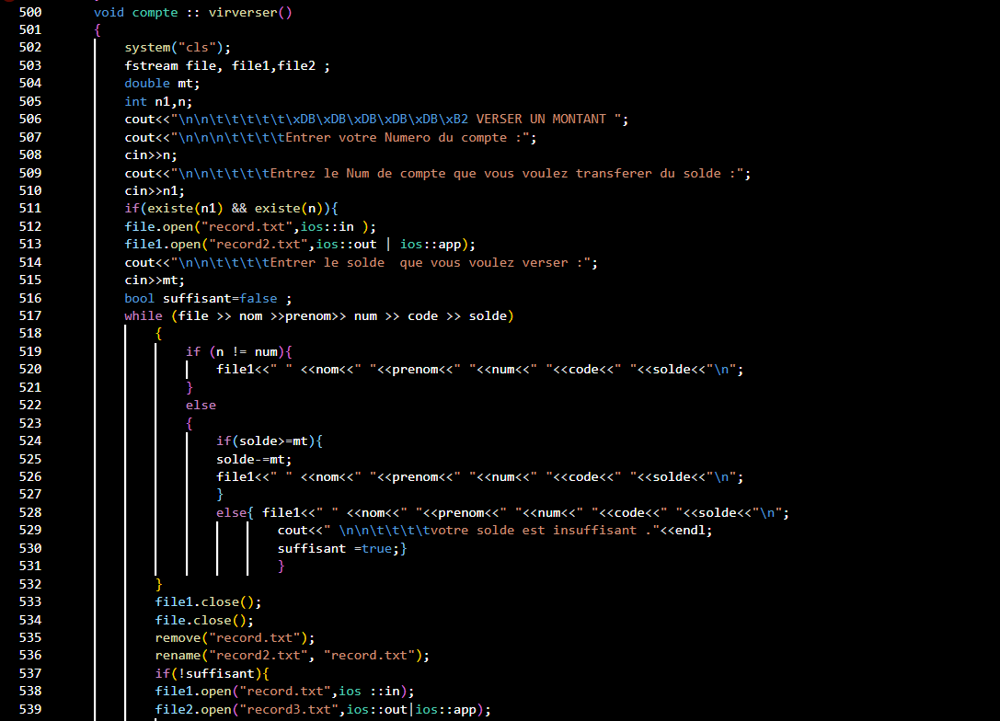 500 void compte :: virverser()
501 {
502 system("cls");
503 fstream file, file1,file2 ;
504 double mt;
505 int n1,n;
506 cout<<"\n\n\t\t\t\t\t\xDB\xDB\xDB\xDB\xDB\xB2 VERSER UN MONTANT ";
507 cout<<"\n\n\n\t\t\t\tEntrer votre Numero du compte :";
508 cin>>n;
509 cout<<"\n\n\t\t\t\tEntrez le Num de compte que vous voulez transferer du solde :";
510 cin>>n1;
511 if(existe(n1) && existe(n)){
512 file.open("record.txt",ios::in );
513 file1.open("record2.txt",ios::out | ios::app);
514 cout<<"\n\n\t\t\t\tEntrer le solde  que vous voulez verser :";
515 cin>>mt;
516 bool suffisant=false ;
517 while (file >> nom >>prenom>> num >> code >> solde)
518 {
519 if (n != num){
520 file1<<" " <<nom<<" "<<prenom<<" "<<num<<" "<<code<<" "<<solde<<"\n";
521 }
522 else
523 {
524 if(solde>=mt){
525 solde-=mt;
526 file1<<" " <<nom<<" "<<prenom<<" "<<num<<" "<<code<<" "<<solde<<"\n";
527 }
528 else{ file1<<" " <<nom<<" "<<prenom<<" "<<num<<" "<<code<<" "<<solde<<"\n";
529 cout<<" \n\n\t\t\t\tvotre solde est insuffisant ."<<endl;
530 suffisant =true;}
531 }
532 }
533 file1.close();
534 file.close();
535 remove("record.txt");
536 rename("record2.txt", "record.txt");
537 if(!suffisant){
538 file1.open("record.txt",ios ::in);
539 file2.open("record3.txt",ios::out|ios::app);